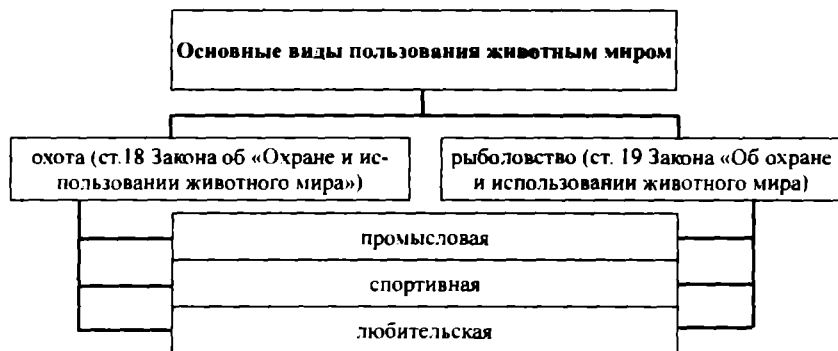 Основные виды пользования животным миром
охота (ст.18 Закона об «Охране и ис-
пользовании животного мира»)
рыболовство (ст. 19 Закона «Об охране
и использовании животного мира)
промысловая
спортивная
любительская